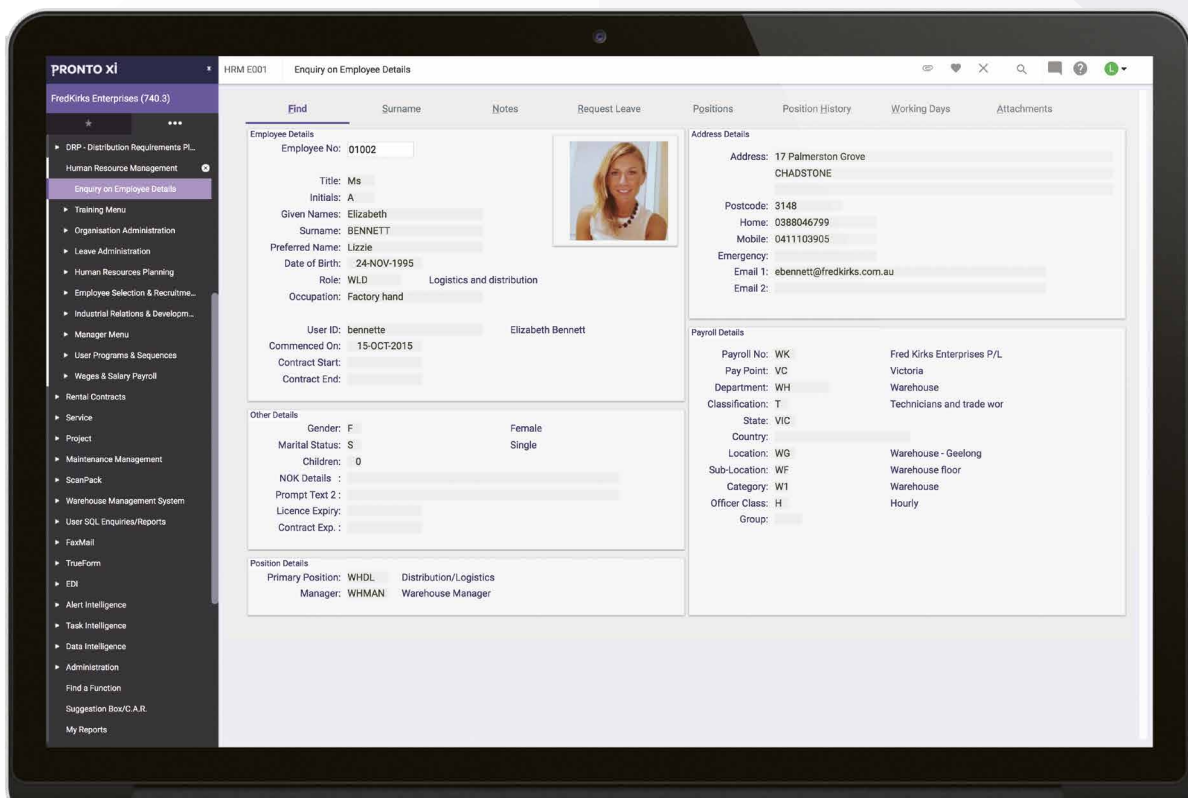 PRONTO XI
HRM E001 Enquiry on Employee Details
L
FredKirks Enterprises (740.3)
DRP - Distribution Requirements Pl...
Human Resource Management
Enquiry on Employee Details
Training Menu
Organisation Administration
Leave Administration
Human Resources Planning
Employee Selection & Recruitme...
Industrial Relations & Developm...
Manager Menu
User Programs & Sequences
Wages & Salary Payroll
Rental Contracts
Service
Project
Maintenance Management
ScanPack
Warehouse Management System
User SQL Enquiries/Reports
FaxMail
TrueForm
EDI
Alert Intelligence
Task Intelligence
Data Intelligence
Administration
Find a Function
Suggestion Box/C.A.R.
My Reports
Find Surname Notes Request Leave Positions Position History Working Days Attachments
Employee Details
Employee No: 01002
Title: Ms
Initials: A
Given Names: Elizabeth
Surname: BENNETT
Preferred Name: Lizzie
Date of Birth: 24-NOV-1995
Role: WLD Logistics and distribution
Occupation: Factory hand
User ID: bennette Elizabeth Bennett
Commenced On: 15-OCT-2015
Contract Start:
Contract End:
Other Details
Gender: F Female
Marital Status: S Single
Children: 0
NOK Details :
Prompt Text 2 :
Licence Expiry:
Contract Exp. :
Position Details
Primary Position: WHDL Distribution/Logistics
Manager: WHMAN Warehouse Manager
Address Details
Address: 17 Palmerston Grove
CHADSTONE
Postcode: 3148
Home: 0388046799
Mobile: 0411103905
Emergency:
Email 1: ebennett@fredkirks.com.au
Email 2:
Payroll Details
Payroll No: WK Fred Kirks Enterprises P/L
Pay Point: VC Victoria
Department: WH Warehouse
Classification: T Technicians and trade wor
State: VIC
Country:
Location: WG Warehouse - Geelong
Sub-Location: WF Warehouse floor
Category: W1 Warehouse
Officer Class: H Hourly
Group: